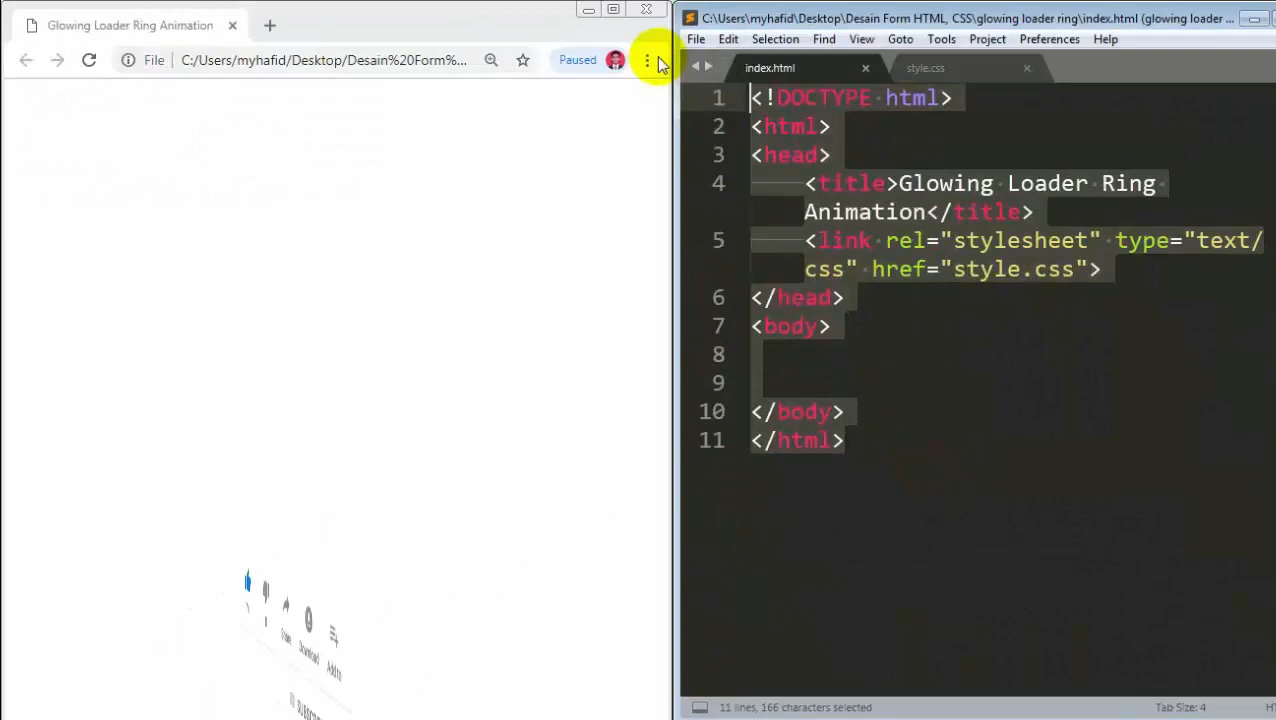 Glowing Loader Ring Animation
File C:/Users/myhafid/Desktop/Desain%20Form%... Paused
Share
Download
Add to
C:\Users\myhafid\Desktop\Desain Form HTML, CSS\glowing loader ring\index.html (glowing loader ...
File Edit Selection Find View Goto Tools Project Preferences Help
index.html style.css
1 <!DOCTYPE html>
2 <html>
3 <head>
4 <title>Glowing Loader Ring
Animation</title>
5 <link rel="stylesheet" type="text/
css" href="style.css">
6 </head>
7 <body>
8
9
10 </body>
11 </html>
11 lines, 166 characters selected Tab Size: 4